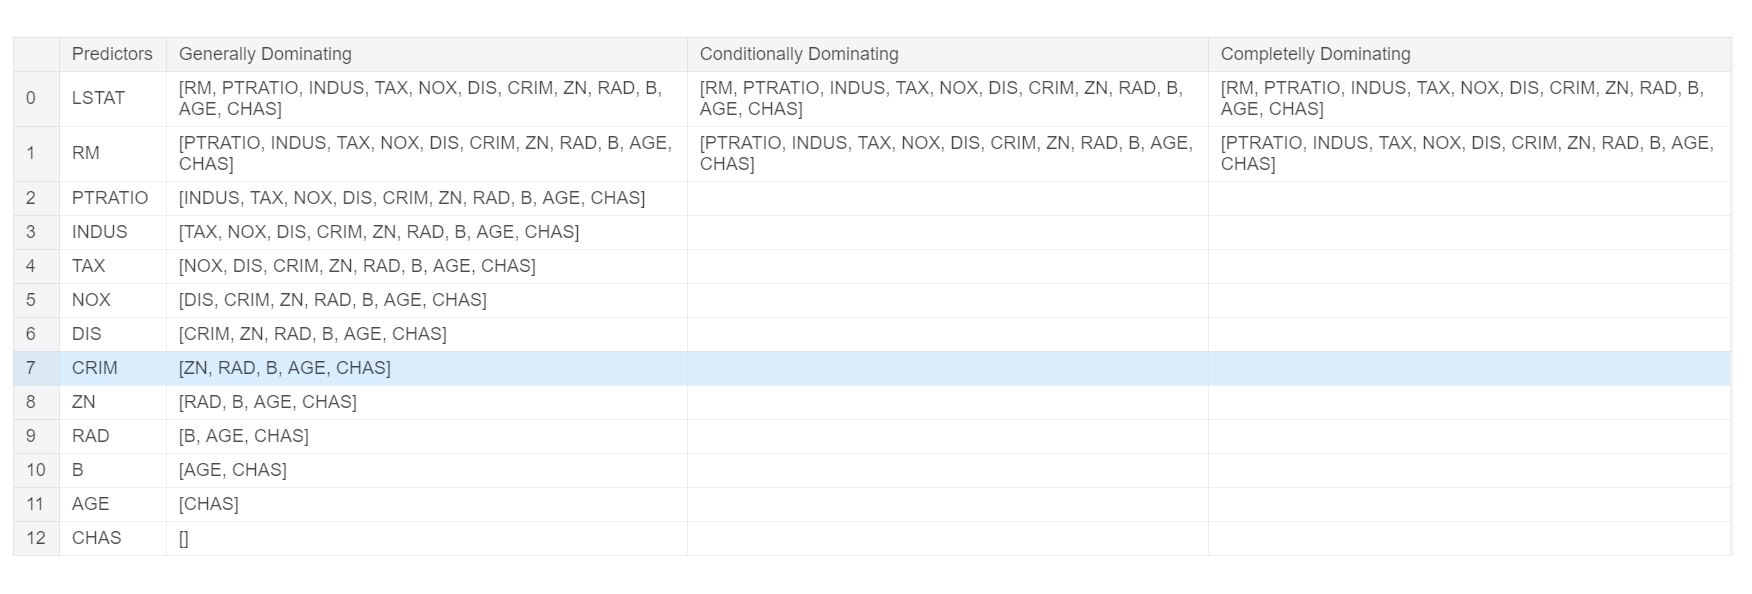 Predictors Generally Dominating Conditionally Dominating Completelly Dominating
0 LSTAT [RM, PTRATIO, INDUS, TAX, NOX, DIS, CRIM, ZN, RAD, B, [RM, PTRATIO, INDUS, TAX, NOX, DIS, CRIM, ZN, RAD, B, [RM, PTRATIO, INDUS, TAX, NOX, DIS, CRIM, ZN, RAD, B,
AGE, CHAS] AGE, CHAS] AGE, CHAS]
1 RM [PTRATIO, INDUS, TAX, NOX, DIS, CRIM, ZN, RAD, B, AGE, [PTRATIO, INDUS, TAX, NOX, DIS, CRIM, ZN, RAD, B, AGE, [PTRATIO, INDUS, TAX, NOX, DIS, CRIM, ZN, RAD, B, AGE,
CHAS] CHAS] CHAS]
2 PTRATIO [INDUS, TAX, NOX, DIS, CRIM, ZN, RAD, B, AGE, CHAS]
3 INDUS [TAX, NOX, DIS, CRIM, ZN, RAD, B, AGE, CHAS]
4 TAX [NOX, DIS, CRIM, ZN, RAD, B, AGE, CHAS]
5 NOX [DIS, CRIM, ZN, RAD, B, AGE, CHAS]
6 DIS [CRIM, ZN, RAD, B, AGE, CHAS]
7 CRIM [ZN, RAD, B, AGE, CHAS]
8 ZN [RAD, B, AGE, CHAS]
9 RAD [B, AGE, CHAS]
10 B [AGE, CHAS]
11 AGE [CHAS]
12 CHAS []